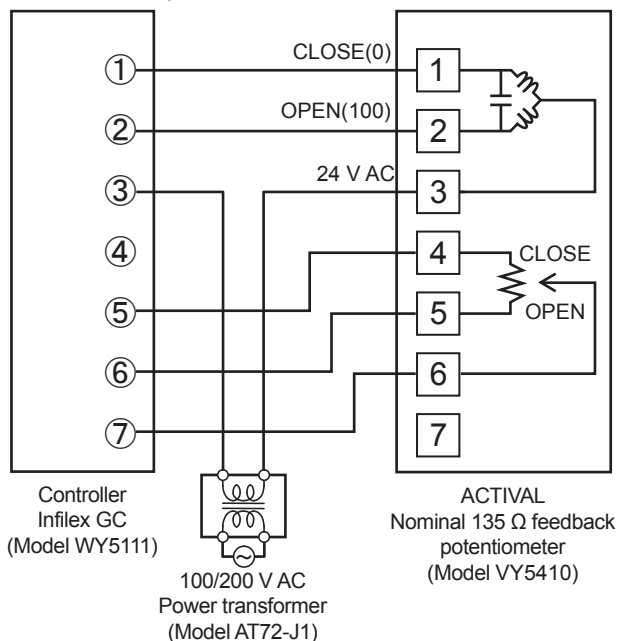 ①
②
③
④
⑤
⑥
⑦
CLOSE(0)
OPEN(100)
24 V AC
1
2
3
4
5
6
7
CLOSE
OPEN
Controller
Infilex GC
(Model WY5111)
100/200 V AC
Power transformer
(Model AT72-J1)
ACTIVAL
Nominal 135 Ω feedback
potentiometer
(Model VY5410)